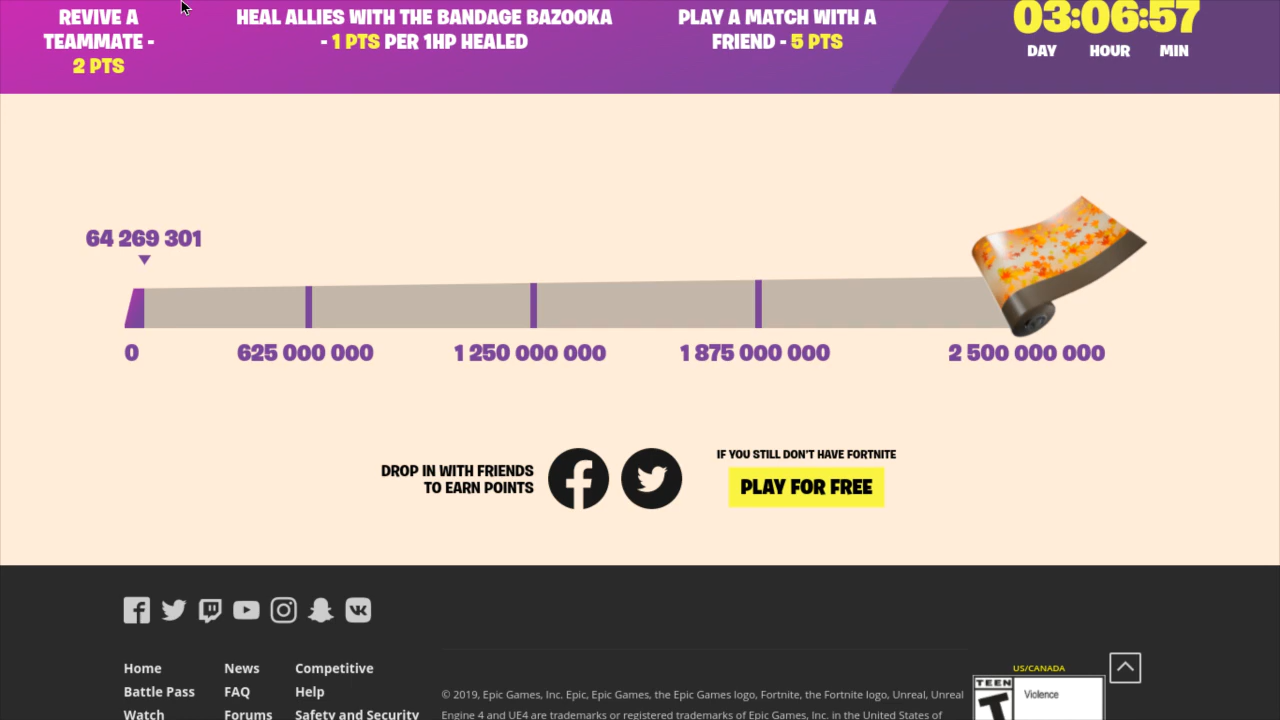 REVIVE A
TEAMMATE -
2 PTS
HEAL ALLIES WITH THE BANDAGE BAZOOKA
- 1 PTS PER 1HP HEALED
PLAY A MATCH WITH A
FRIEND - 5 PTS
03:06:57
DAY HOUR MIN
64 269 301
0 625 000 000 1 250 000 000 1 875 000 000 2 500 000 000
DROP IN WITH FRIENDS
TO EARN POINTS
IF YOU STILL DON'T HAVE FORTNITE
PLAY FOR FREE
Home News Competitive
Battle Pass FAQ Help
Watch Forums Safety and Security
© 2019, Epic Games, Inc. Epic, Epic Games, the Epic Games logo, Fortnite, the Fortnite logo, Unreal, Unreal
Engine 4 and UE4 are trademarks or registered trademarks of Epic Games, Inc. in the United States of
US/CANADA
TEEN
T
Violence